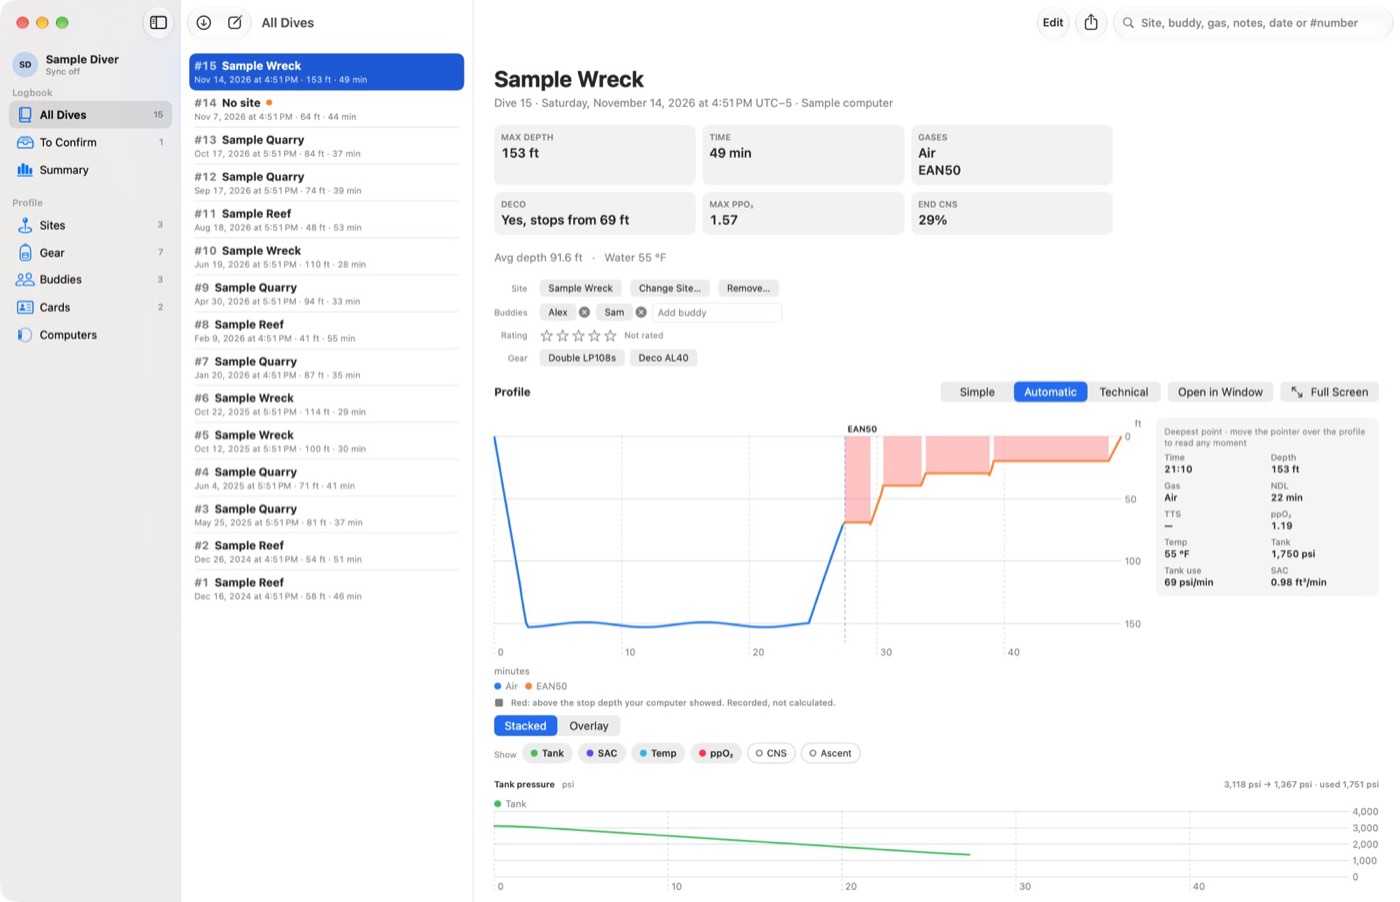 SD
Sample Diver
Sync off
Logbook
All Dives 15
To Confirm 1
Summary
Profile
Sites 3
Gear 7
Buddies 3
Cards 2
Computers
All Dives
#15 Sample Wreck
Nov 14, 2026 at 4:51 PM · 153 ft · 49 min
#14 No site
Nov 7, 2026 at 4:51 PM · 64 ft · 44 min
#13 Sample Quarry
Oct 17, 2026 at 5:51 PM · 84 ft · 37 min
#12 Sample Quarry
Sep 17, 2026 at 5:51 PM · 74 ft · 39 min
#11 Sample Reef
Aug 18, 2026 at 5:51 PM · 48 ft · 53 min
#10 Sample Wreck
Jun 19, 2026 at 5:51 PM · 110 ft · 28 min
#9 Sample Quarry
Apr 30, 2026 at 5:51 PM · 94 ft · 33 min
#8 Sample Reef
Feb 9, 2026 at 4:51 PM · 41 ft · 55 min
#7 Sample Quarry
Jan 20, 2026 at 4:51 PM · 87 ft · 35 min
#6 Sample Wreck
Oct 22, 2025 at 5:51 PM · 114 ft · 29 min
#5 Sample Wreck
Oct 12, 2025 at 5:51 PM · 100 ft · 30 min
#4 Sample Quarry
Jun 4, 2025 at 5:51 PM · 71 ft · 41 min
#3 Sample Quarry
May 25, 2025 at 5:51 PM · 81 ft · 37 min
#2 Sample Reef
Dec 26, 2024 at 4:51 PM · 54 ft · 51 min
#1 Sample Reef
Dec 16, 2024 at 4:51 PM · 58 ft · 46 min
Edit
Site, buddy, gas, notes, date or #number
Sample Wreck
Dive 15 · Saturday, November 14, 2026 at 4:51 PM UTC−5 · Sample computer
MAX DEPTH
153 ft
TIME
49 min
GASES
Air
EAN50
DECO
Yes, stops from 69 ft
MAX PPO₂
1.57
END CNS
29%
Avg depth 91.6 ft · Water 55 °F
Site Sample Wreck Change Site... Remove...
Buddies Alex Sam Add buddy
Rating Not rated
Gear Double LP108s Deco AL40
Profile
Simple Automatic Technical Open in Window Full Screen
EAN50
ft
0
50
100
150
0 10 20 30 40
minutes
Air EAN50
Red: above the stop depth your computer showed. Recorded, not calculated.
Deepest point · move the pointer over the profile
to read any moment
Time Depth
21:10 153 ft
Gas NDL
Air 22 min
TTS ppO₂
— 1.19
Temp Tank
55 °F 1,750 psi
Tank use SAC
69 psi/min 0.98 ft³/min
Stacked Overlay
Show Tank SAC Temp ppO₂ CNS Ascent
Tank pressure psi
3,118 psi → 1,367 psi · used 1,751 psi
Tank
4,000
3,000
2,000
1,000
0
0 10 20 30 40